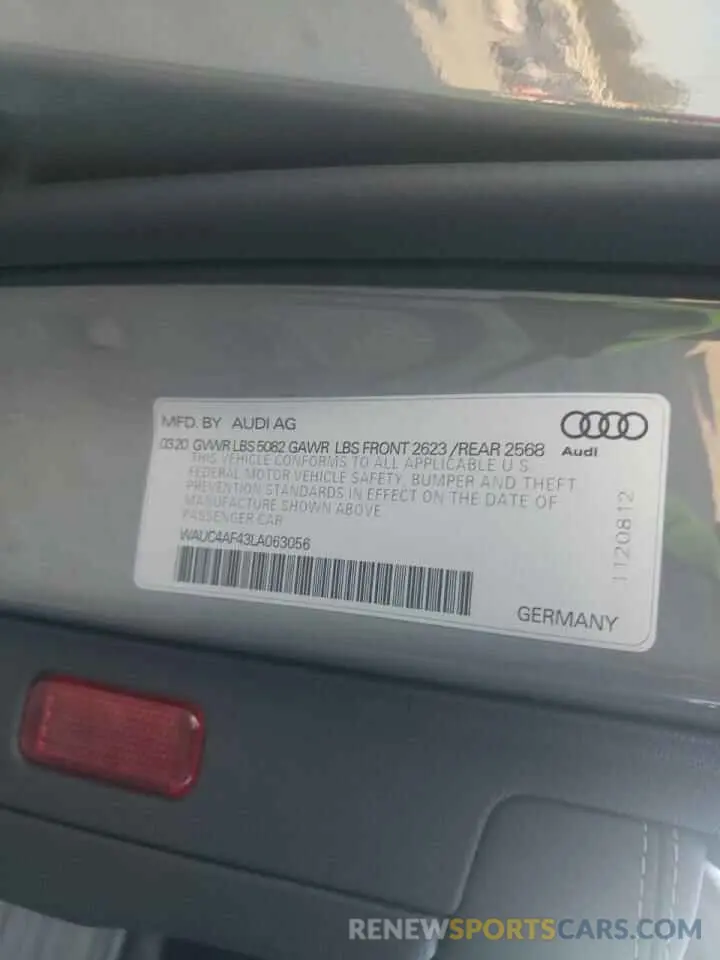 MFD. BY AUDI AG
Audi
03 20 GVWR LBS 5082 GAWR LBS FRONT 2623 /REAR 2568
THIS VEHICLE CONFORMS TO ALL APPLICABLE U.S.
FEDERAL MOTOR VEHICLE SAFETY, BUMPER AND THEFT
PREVENTION STANDARDS IN EFFECT ON THE DATE OF
MANUFACTURE SHOWN ABOVE
PASSENGER CAR
WAUC4AF43LA063056
1120812
GERMANY
RENEWSPORTSCARS.COM